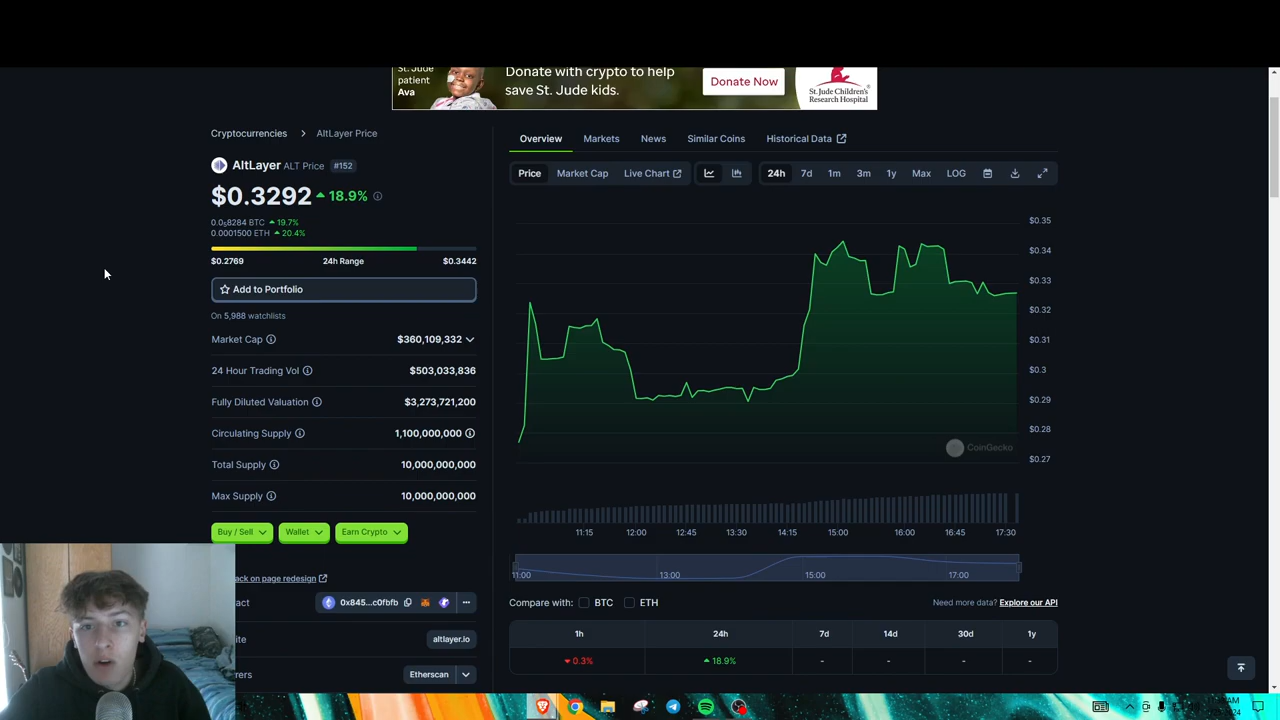 St. Jude
patient
Ava
Donate with crypto to help
save St. Jude kids.
Donate Now
St. Jude Children's
Research Hospital
Cryptocurrencies > AltLayer Price
AltLayer ALT Price #152
$0.3292 18.9%
0.0₅8284 BTC 19.7%
0.0001500 ETH 20.4%
$0.2769 24h Range $0.3442
Add to Portfolio
On 5,988 watchlists
Market Cap $360,109,332
24 Hour Trading Vol $503,033,836
Fully Diluted Valuation $3,273,721,200
Circulating Supply 1,100,000,000
Total Supply 10,000,000,000
Max Supply 10,000,000,000
Buy / Sell Wallet Earn Crypto
ack on page redesign
act 0x845...c0fbfb
ite altlayer.io
rers Etherscan
Overview Markets News Similar Coins Historical Data
Price Market Cap Live Chart 24h 7d 1m 3m 1y Max LOG
$0.35
$0.34
$0.33
$0.32
$0.31
$0.3
$0.29
$0.28
$0.27
CoinGecko
11:15 12:00 12:45 13:30 14:15 15:00 16:00 16:45 17:30
11:00 13:00 15:00 17:00
Compare with: BTC ETH Need more data? Explore our API
1h 24h 7d 14d 30d 1y
0.3% 18.9% - - - -